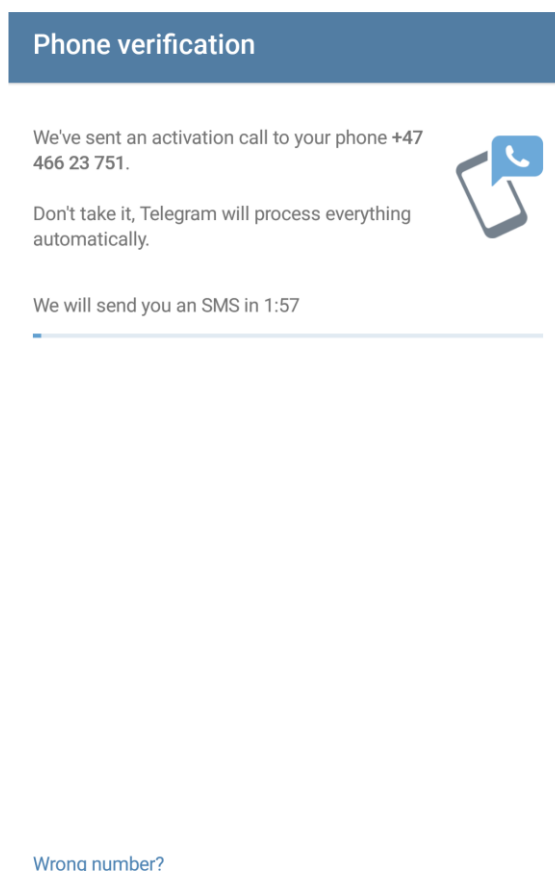 Phone verification
We've sent an activation call to your phone +47
466 23 751.
Don't take it, Telegram will process everything
automatically.
We will send you an SMS in 1:57
Wrong number?